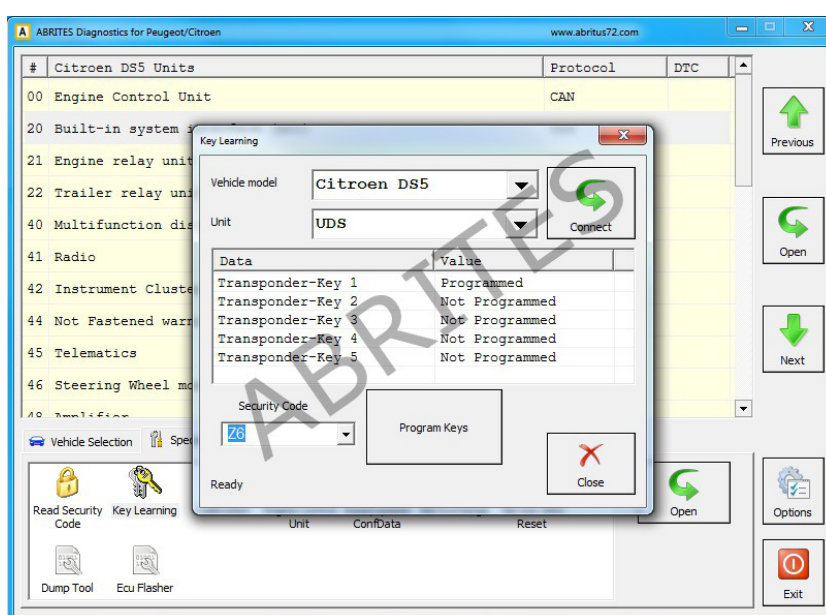 ABRITES Diagnostics for Peugeot/Citroen www.abritus72.com
# Citroen DS5 Units Protocol DTC
00 Engine Control Unit CAN
20 Built-in system
21 Engine relay unit
22 Trailer relay uni
40 Multifunction dis
41 Radio
42 Instrument Cluste
44 Not Fastened warn
45 Telematics
46 Steering Wheel mo
Previous
Open
Next
Key Learning
Vehicle model Citroen DS5
Unit UDS
Connect
Data Value
Transponder-Key 1 Programmed
Transponder-Key 2 Not Programmed
Transponder-Key 3 Not Programmed
Transponder-Key 4 Not Programmed
Transponder-Key 5 Not Programmed
Security Code
Z6
Program Keys
Ready
Close
ABRITES
Vehicle Selection Spec
Read Security Code
Key Learning
Unit
ConfData
Reset
Open
Options
Dump Tool
Ecu Flasher
Exit